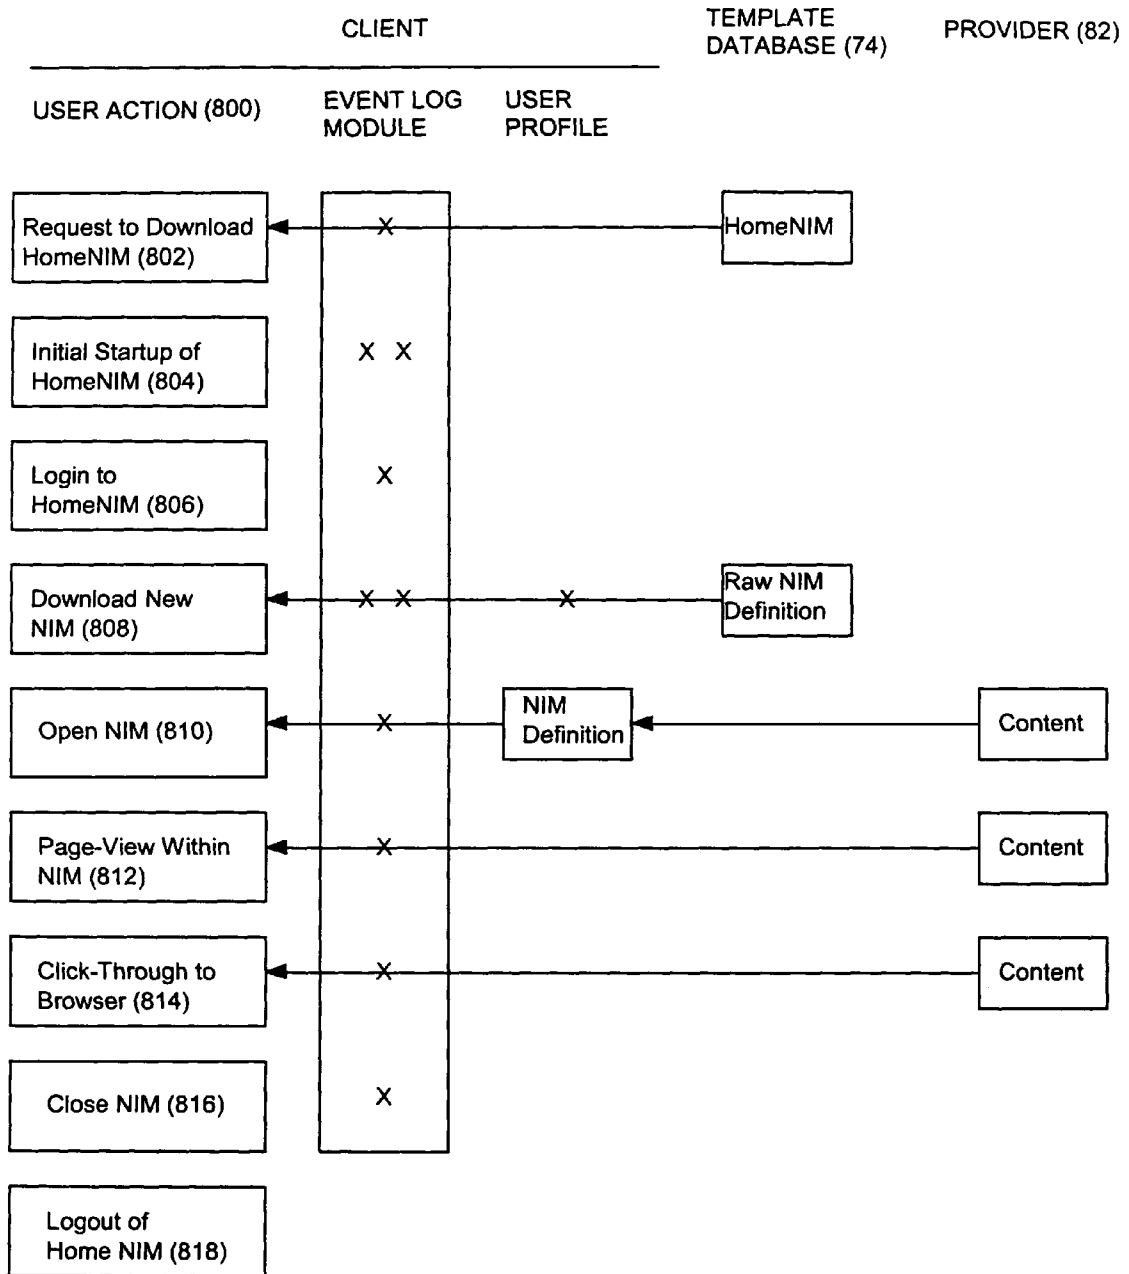 CLIENT
TEMPLATE
DATABASE (74)
PROVIDER (82)
USER ACTION (800)
EVENT LOG
MODULE
USER
PROFILE
Request to Download
HomeNIM (802)
X
HomeNIM
Initial Startup of
HomeNIM (804)
X X
Login to
HomeNIM (806)
X
Download New
NIM (808)
X X
X
Raw NIM
Definition
Open NIM (810)
X
NIM
Definition
Content
Page-View Within
NIM (812)
X
Content
Click-Through to
Browser (814)
X
Content
Close NIM (816)
X
Logout of
Home NIM (818)